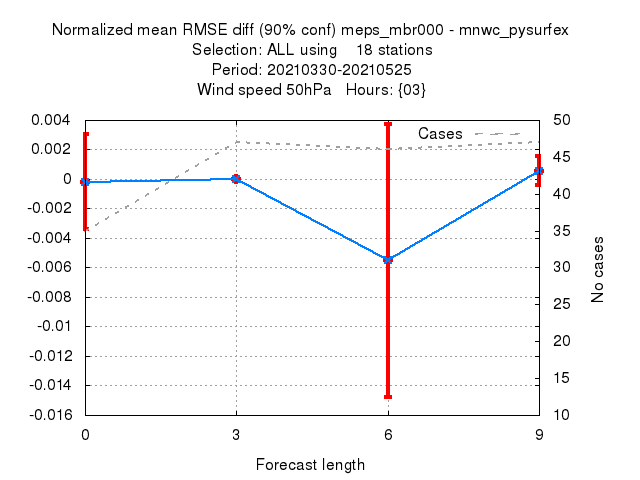 Normalized mean RMSE diff (90% conf) meps_mbr000 - mnwc_pysurfex
Selection: ALL using 18 stations
Period: 20210330-20210525
Wind speed 50hPa Hours: {03}
0.004
0.002
0
-0.002
-0.004
-0.006
-0.008
-0.01
-0.012
-0.014
-0.016
Cases
50
45
40
35
30
25
20
15
10
No cases
0 3 6 9
Forecast length